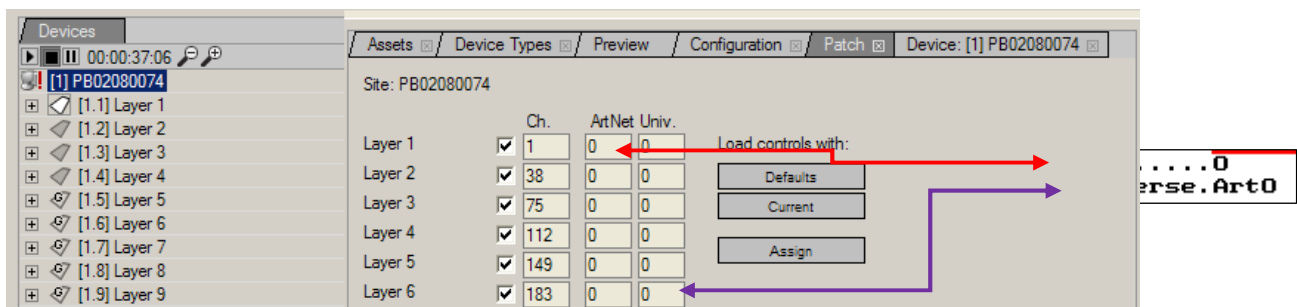 Devices
00:00:37:06
[1] PB02080074
[1.1] Layer 1
[1.2] Layer 2
[1.3] Layer 3
[1.4] Layer 4
[1.5] Layer 5
[1.6] Layer 6
[1.7] Layer 7
[1.8] Layer 8
[1.9] Layer 9
Assets Device Types Preview Configuration Patch Device: [1] PB02080074
Site: PB02080074
Ch. ArtNet Univ.
Layer 1 1 0 0
Layer 2 38 0 0
Layer 3 75 0 0
Layer 4 112 0 0
Layer 5 149 0 0
Layer 6 183 0 0
Load controls with:
Defaults
Current
Assign
.....0
erse.Art0